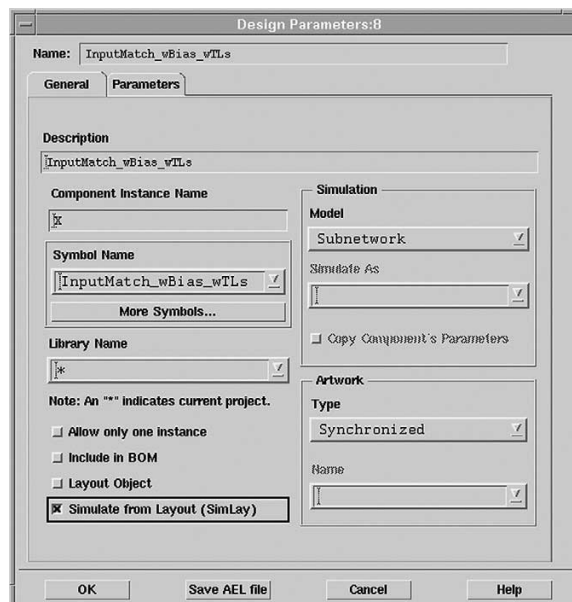 Design Parameters:8
Name: InputMatch_wBias_wTLs
General Parameters
Description
InputMatch_wBias_wTLs
Component Instance Name
X
Symbol Name
InputMatch_wBias_wTLs
More Symbols...
Library Name
*
Note: An "*" indicates current project.
Allow only one instance
Include in BOM
Layout Object
Simulate from Layout (SimLay)
Simulation
Model
Subnetwork
Simulate As
Copy Component's Parameters
Artwork
Type
Synchronized
Name
OK Save AEL file Cancel Help